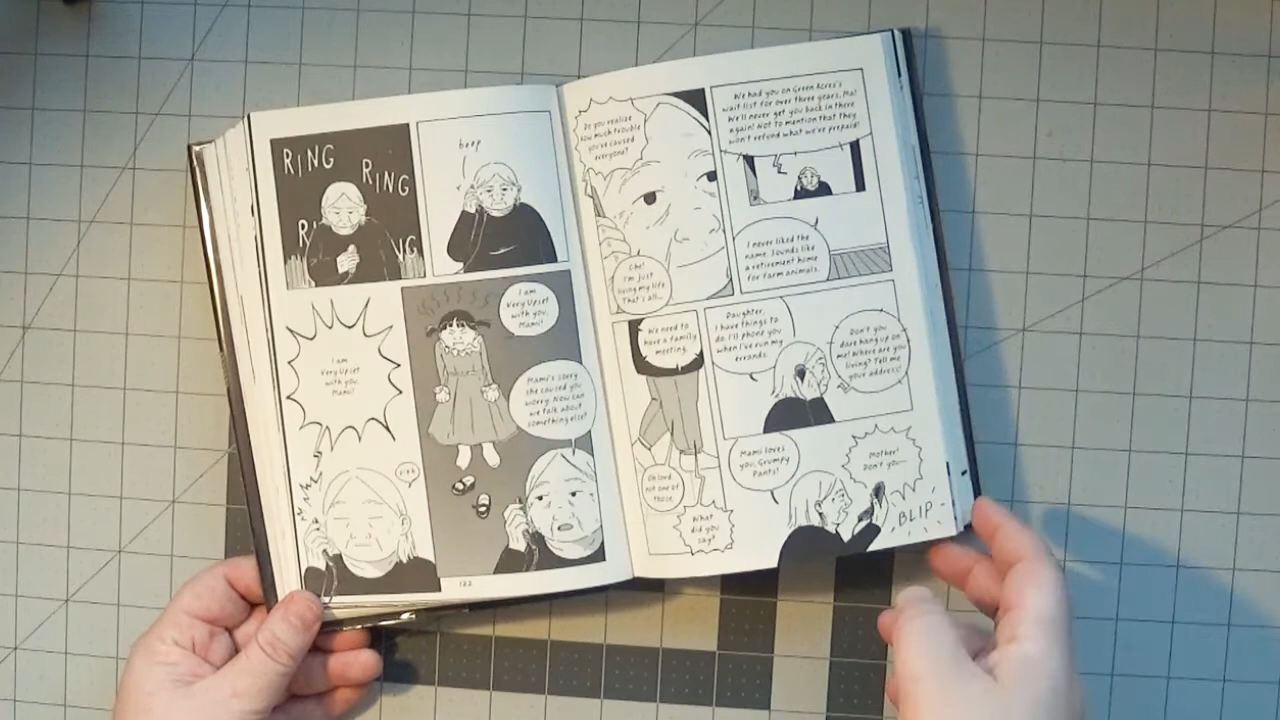 RING
RING
beep
I am
Very Upset
with you,
Mami!
sigh
I am
Very Upset
with you,
Mami!
Mami's sorry
she caused you
worry. Now can
we talk about
something else?
122
Do you realize
how much trouble
you've caused
everyone?
Che!
I'm just
living my life.
That's all...
We had you on Green Acres's
wait list for over three years, Ma!
We'll never get you back in there
again! Not to mention that they
won't refund what we've prepaid!
I never liked the
name. Sounds like
a retirement home
for farm animals.
We need to
have a family
meeting.
Oh lord,
not one of
those.
What
did you
say?
Daughter,
I have things to
do. I'll phone you
when I've run my
errands.
Don't you
dare hang up on
me! Where are you
living? Tell me
your address!
Mami loves
you, Grumpy
Pants!
Mother!
Don't you—
BLIP